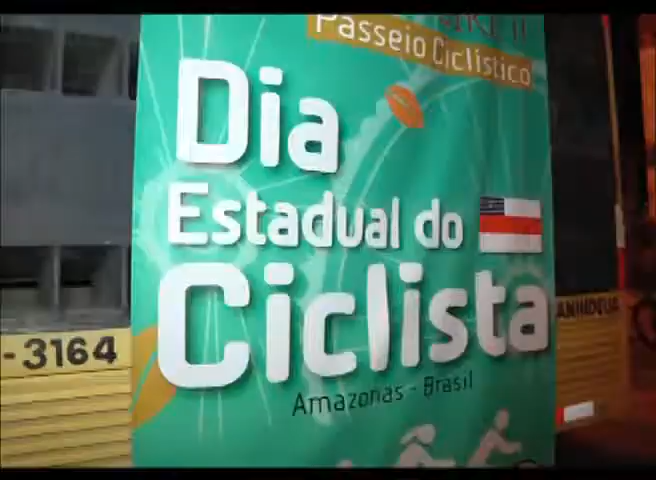 Passeio Ciclístico
Dia
Estadual do
Ciclista
Amazonas - Brasil
-3164